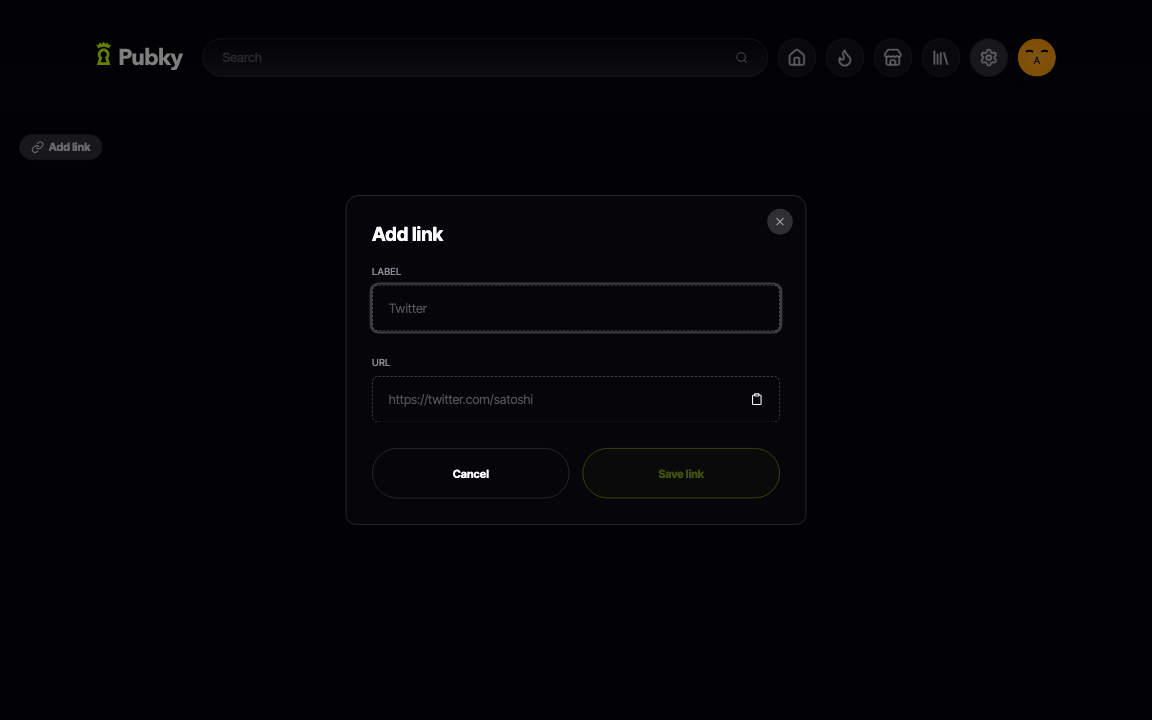 Pubky
Search
A
Add link
Add link
LABEL
Twitter
URL
https://twitter.com/satoshi
Cancel
Save link